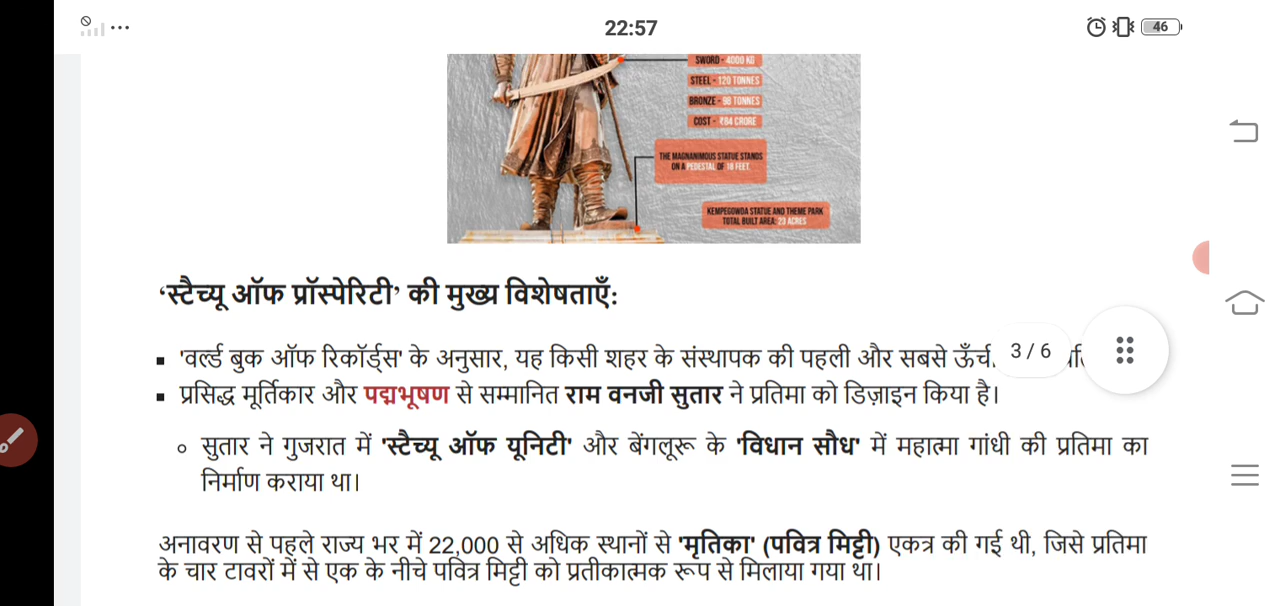 22:57
46
SWORD - 4000 KG
STEEL - 120 TONNES
BRONZE - 98 TONNES
COST - ₹84 CRORE
THE MAGNANIMOUS STATUE STANDS
ON A PEDESTAL OF 18 FEET.
KEMPEGOWDA STATUE AND THEME PARK
TOTAL BUILT AREA: 23 ACRES
‘स्टैच्यू ऑफ प्रॉस्पेरिटी’ की मुख्य विशेषताएँ:
'वर्ल्ड बुक ऑफ रिकॉर्ड्स' के अनुसार, यह किसी शहर के संस्थापक की पहली और सबसे
3 / 6
प्रसिद्ध मूर्तिकार और पद्मभूषण से सम्मानित राम वनजी सुतार ने प्रतिमा को डिज़ाइन किया है।
सुतार ने गुजरात में 'स्टैच्यू ऑफ यूनिटी' और बेंगलूरू के 'विधान सौध' में महात्मा गांधी की प्रतिमा का
निर्माण कराया था।
अनावरण से पहले राज्य भर में 22,000 से अधिक स्थानों से 'मृतिका' (पवित्र मिट्टी) एकत्र की गई थी, जिसे प्रतिमा
के चार टावरों में से एक के नीचे पवित्र मिट्टी को प्रतीकात्मक रूप से मिलाया गया था।